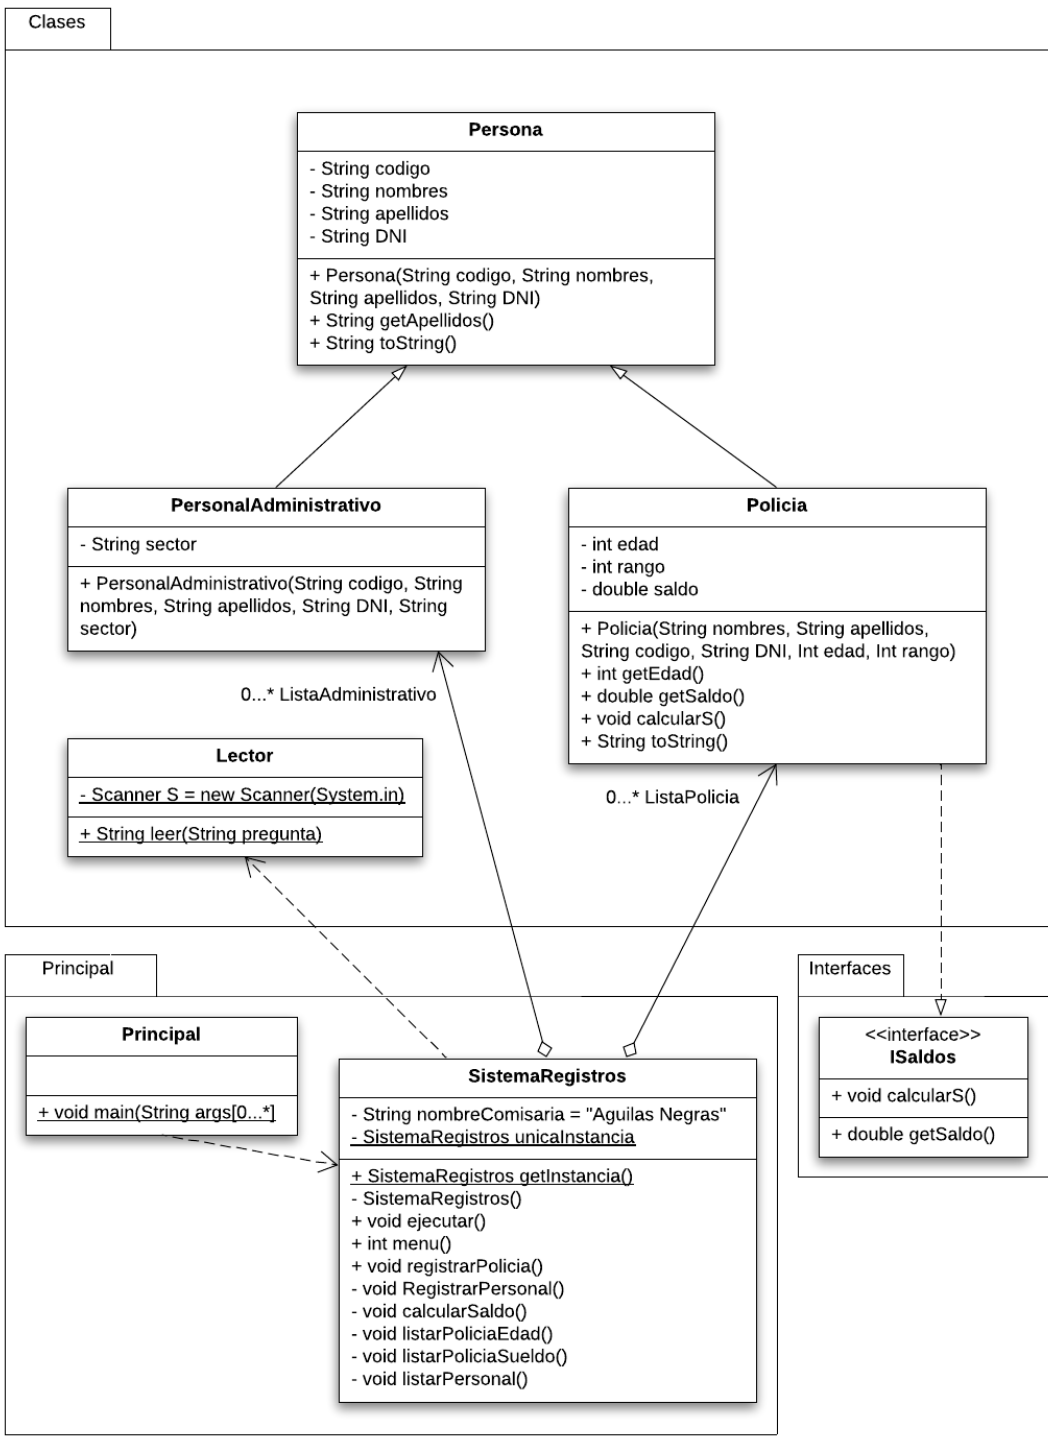 Clases
Persona
- String codigo
- String nombres
- String apellidos
- String DNI
+ Persona(String codigo, String nombres,
String apellidos, String DNI)
+ String getApellidos()
+ String toString()
PersonalAdministrativo
- String sector
+ PersonalAdministrativo(String codigo, String
nombres, String apellidos, String DNI, String
sector)
Policia
- int edad
- int rango
- double saldo
+ Policia(String nombres, String apellidos,
String codigo, String DNI, Int edad, Int rango)
+ int getEdad()
+ double getSaldo()
+ void calcularS()
+ String toString()
0...* ListaAdministrativo
Lector
- Scanner S = new Scanner(System.in)
+ String leer(String pregunta)
0...* ListaPolicia
Principal
Principal
+ void main(String args[0...*]
SistemaRegistros
- String nombreComisaria = "Aguilas Negras"
- SistemaRegistros unicaInstancia
+ SistemaRegistros getInstancia()
- SistemaRegistros()
+ void ejecutar()
+ int menu()
+ void registrarPolicia()
- void RegistrarPersonal()
- void calcularSaldo()
- void listarPoliciaEdad()
- void listarPoliciaSueldo()
- void listarPersonal()
Interfaces
<<interface>>
ISaldos
+ void calcularS()
+ double getSaldo()